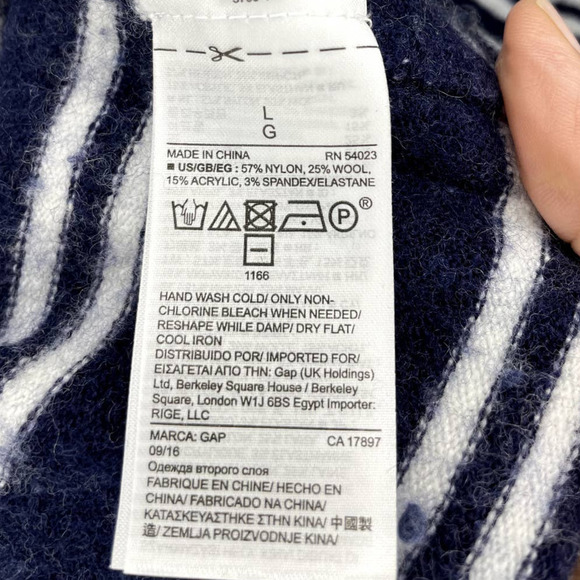 L
G
MADE IN CHINA RN 54023
■ US/GB/EG : 57% NYLON, 25% WOOL,
15% ACRYLIC, 3% SPANDEX/ELASTANE
P ®
1166
HAND WASH COLD/ ONLY NON-
CHLORINE BLEACH WHEN NEEDED/
RESHAPE WHILE DAMP/ DRY FLAT/
COOL IRON
DISTRIBUIDO POR/ IMPORTED FOR/
ΕΙΣΑΓΕΤΑΙ ΑΠΟ ΤΗΝ: Gap (UK Holdings)
Ltd, Berkeley Square House / Berkeley
Square, London W1J 6BS Egypt Importer:
RIGE, LLC
MARCA: GAP CA 17897
09/16
Одежда второго слоя
FABRIQUE EN CHINE/ HECHO EN
CHINA/ FABRICADO NA CHINA/
ΚΑΤΑΣΚΕΥΑΣΤΗΚΕ ΣΤΗΝ ΚΙΝΑ/ 中國製
造/ ZEMLJA PROIZVODNJE KINA/